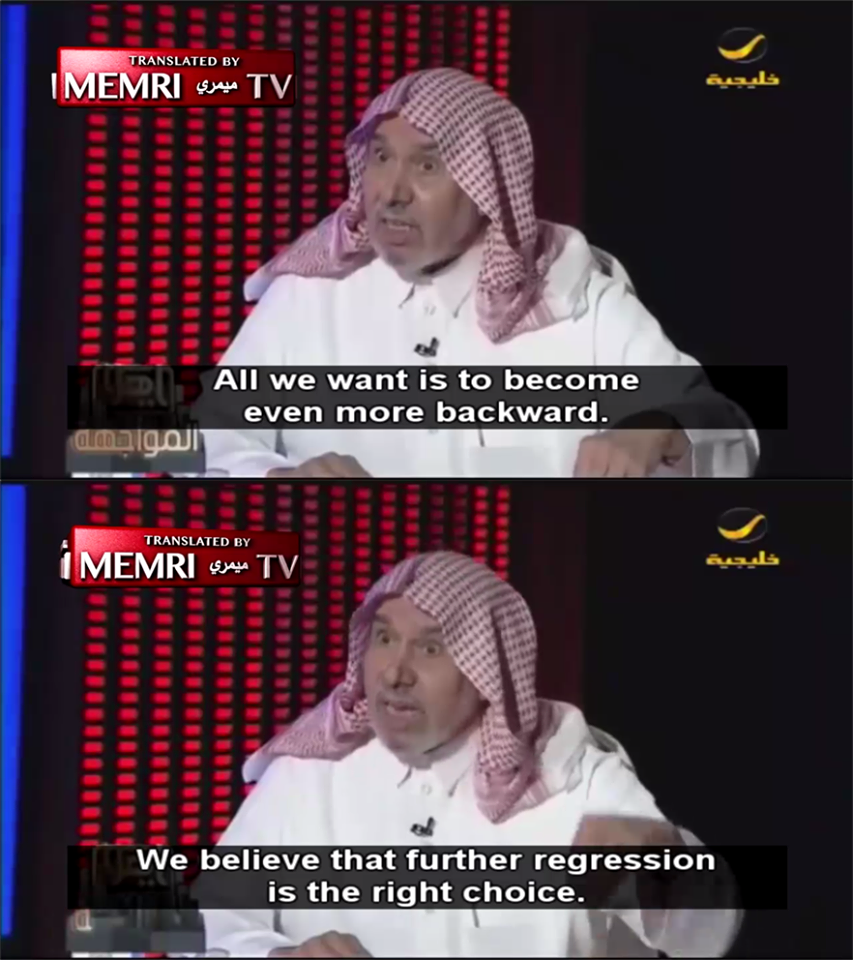 TRANSLATED BY
MEMRI ميمري TV
خليجية
All we want is to become
even more backward.
المواجهة
TRANSLATED BY
MEMRI ميمري TV
خليجية
We believe that further regression
is the right choice.